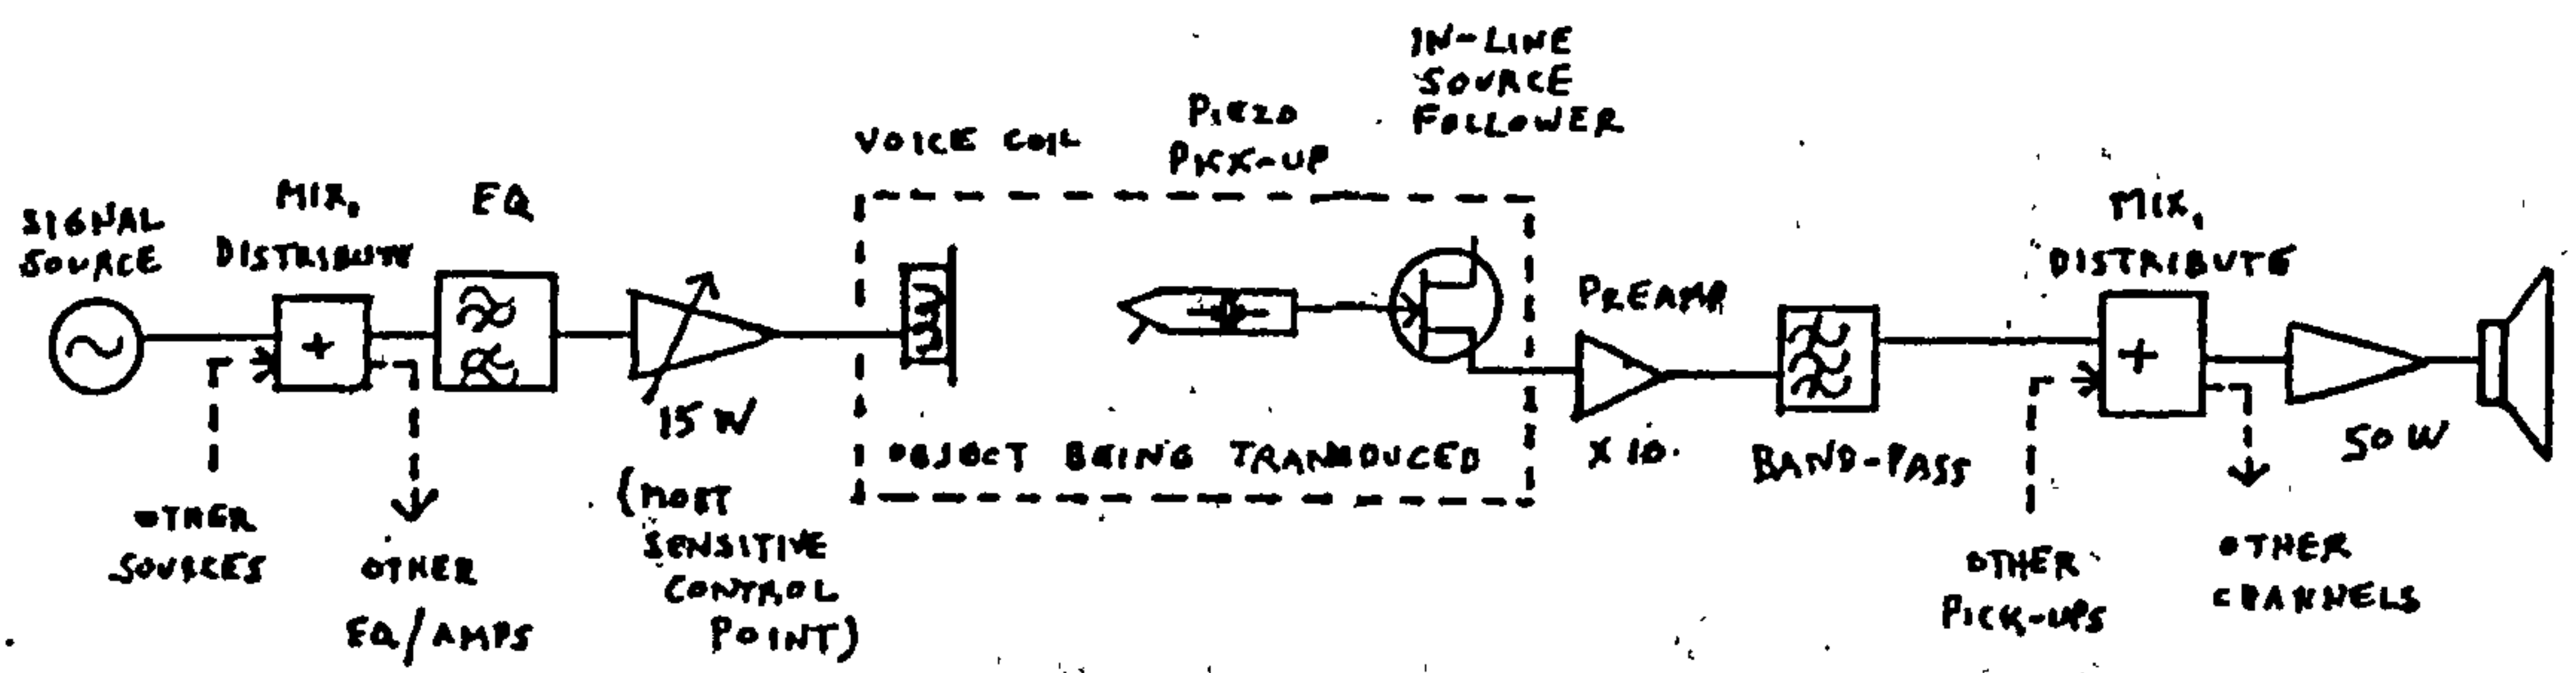 SIGNAL
SOURCE
MIX,
DISTRIBUTE
EQ
VOICE COIL
PIEZO
PICK-UP
IN-LINE
SOURCE
FOLLOWER
PREAMP
MIX,
DISTRIBUTE
+
+
15 W
(MOST
SENSITIVE
CONTROL
POINT)
OBJECT BEING TRANSDUCED
X 10.
BAND-PASS
50 W
OTHER
SOURCES
OTHER
EQ/AMPS
OTHER
PICK-UPS
OTHER
CHANNELS